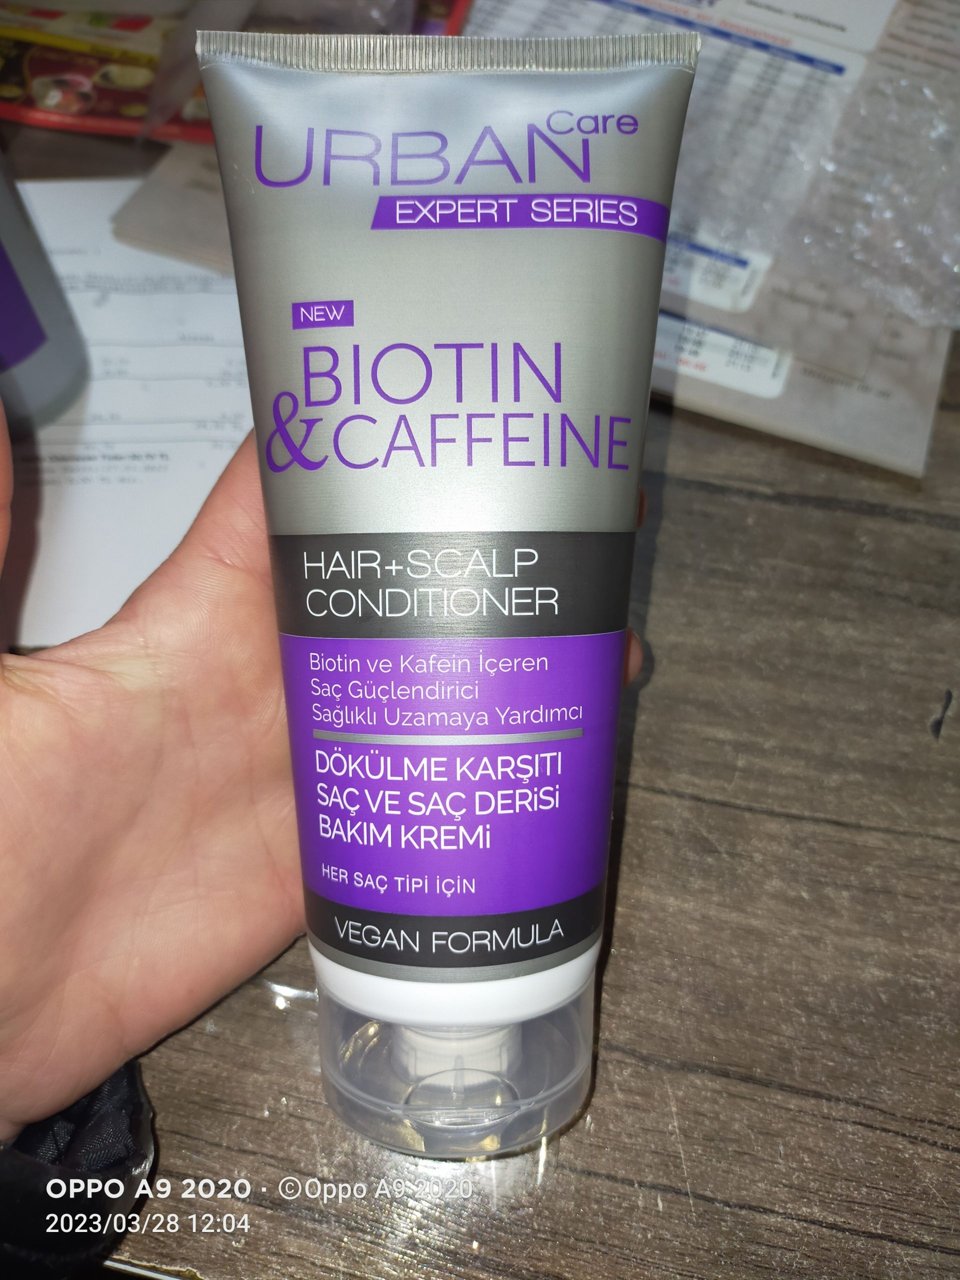 URBAN Care
EXPERT SERIES
NEW
BIOTIN
&CAFFEINE
HAIR+SCALP
CONDITIONER
Biotin ve Kafein İçeren
Saç Güçlendirici
Sağlıklı Uzamaya Yardımcı
DÖKÜLME KARŞITI
SAÇ VE SAÇ DERİSİ
BAKIM KREMİ
HER SAÇ TİPİ İÇİN
VEGAN FORMULA
OPPO A9 2020 · ©Oppo A9 2020
2023/03/28 12:04